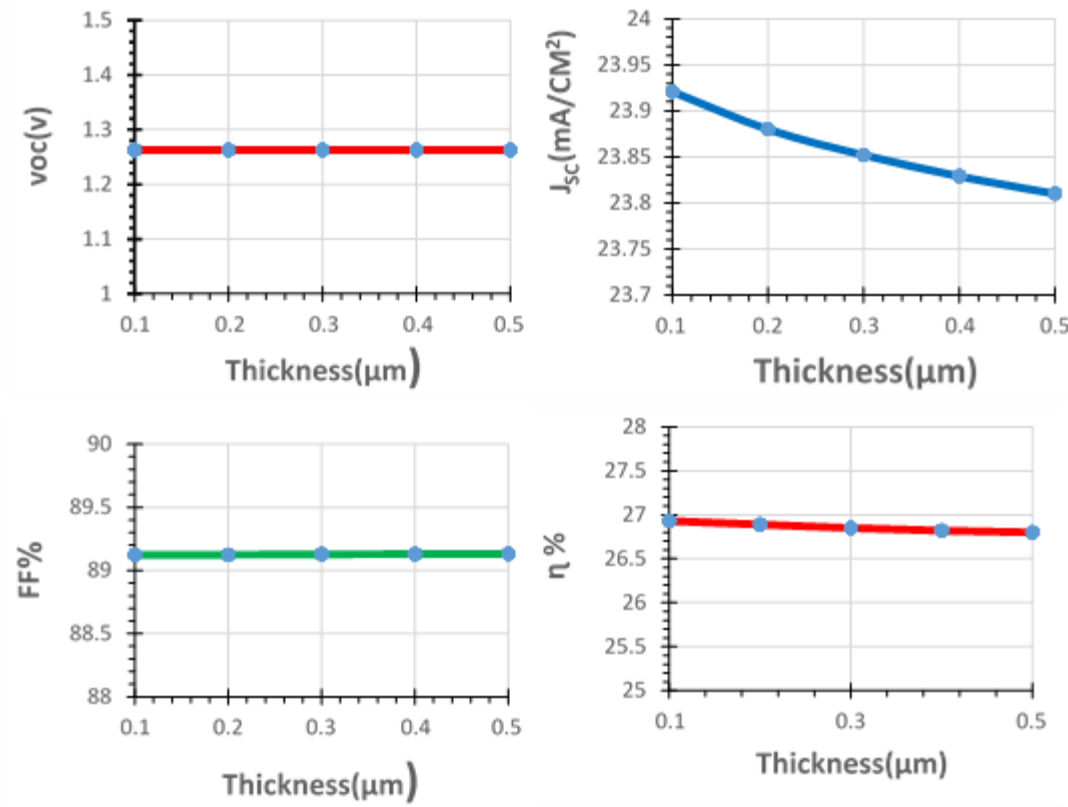 voc(v)
1.5
1.4
1.3
1.2
1.1
1
0.1 0.2 0.3 0.4 0.5
Thickness(μm)
J_SC(mA/CM²)
24
23.95
23.9
23.85
23.8
23.75
23.7
0.1 0.2 0.3 0.4 0.5
Thickness(μm)
FF%
90
89.5
89
88.5
88
0.1 0.2 0.3 0.4 0.5
Thickness(μm)
η %
28
27.5
27
26.5
26
25.5
25
0.1 0.3 0.5
Thickness(μm)